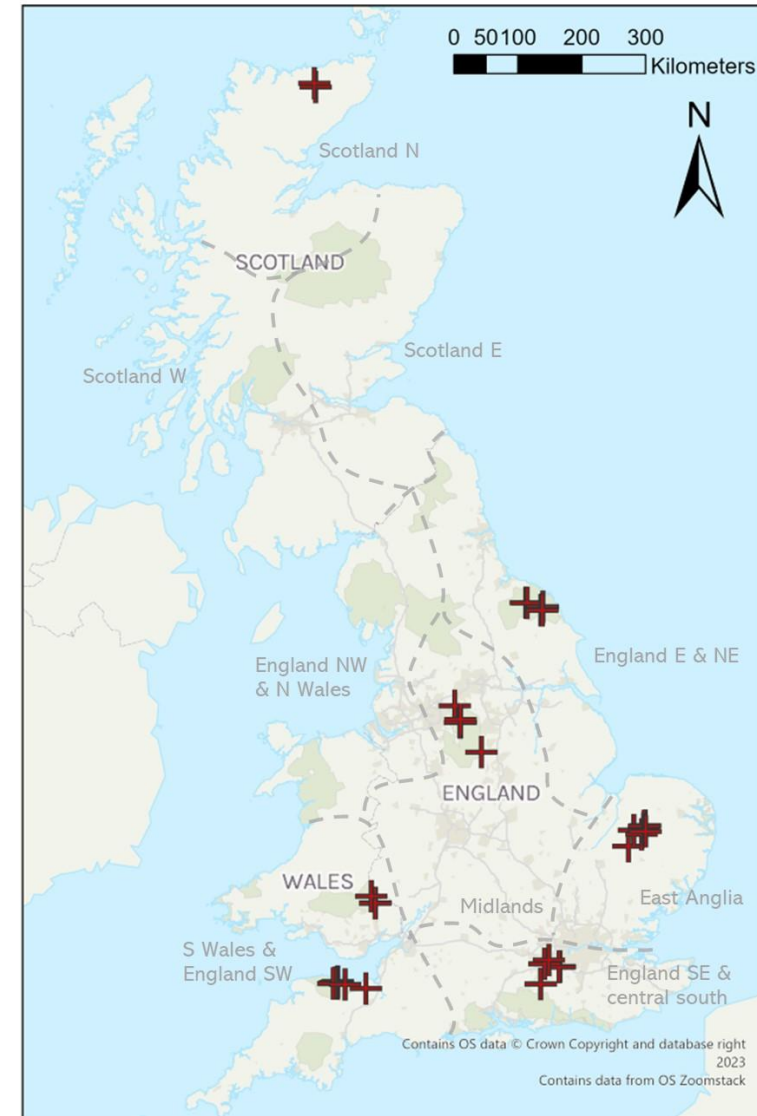 0 50 100 200 300
Kilometers
N
Scotland N
SCOTLAND
Scotland E
Scotland W
England NW
& N Wales
England E & NE
ENGLAND
WALES
Midlands
East Anglia
S Wales &
England SW
England SE &
central south
Contains OS data © Crown Copyright and database right
2023
Contains data from OS Zoomstack